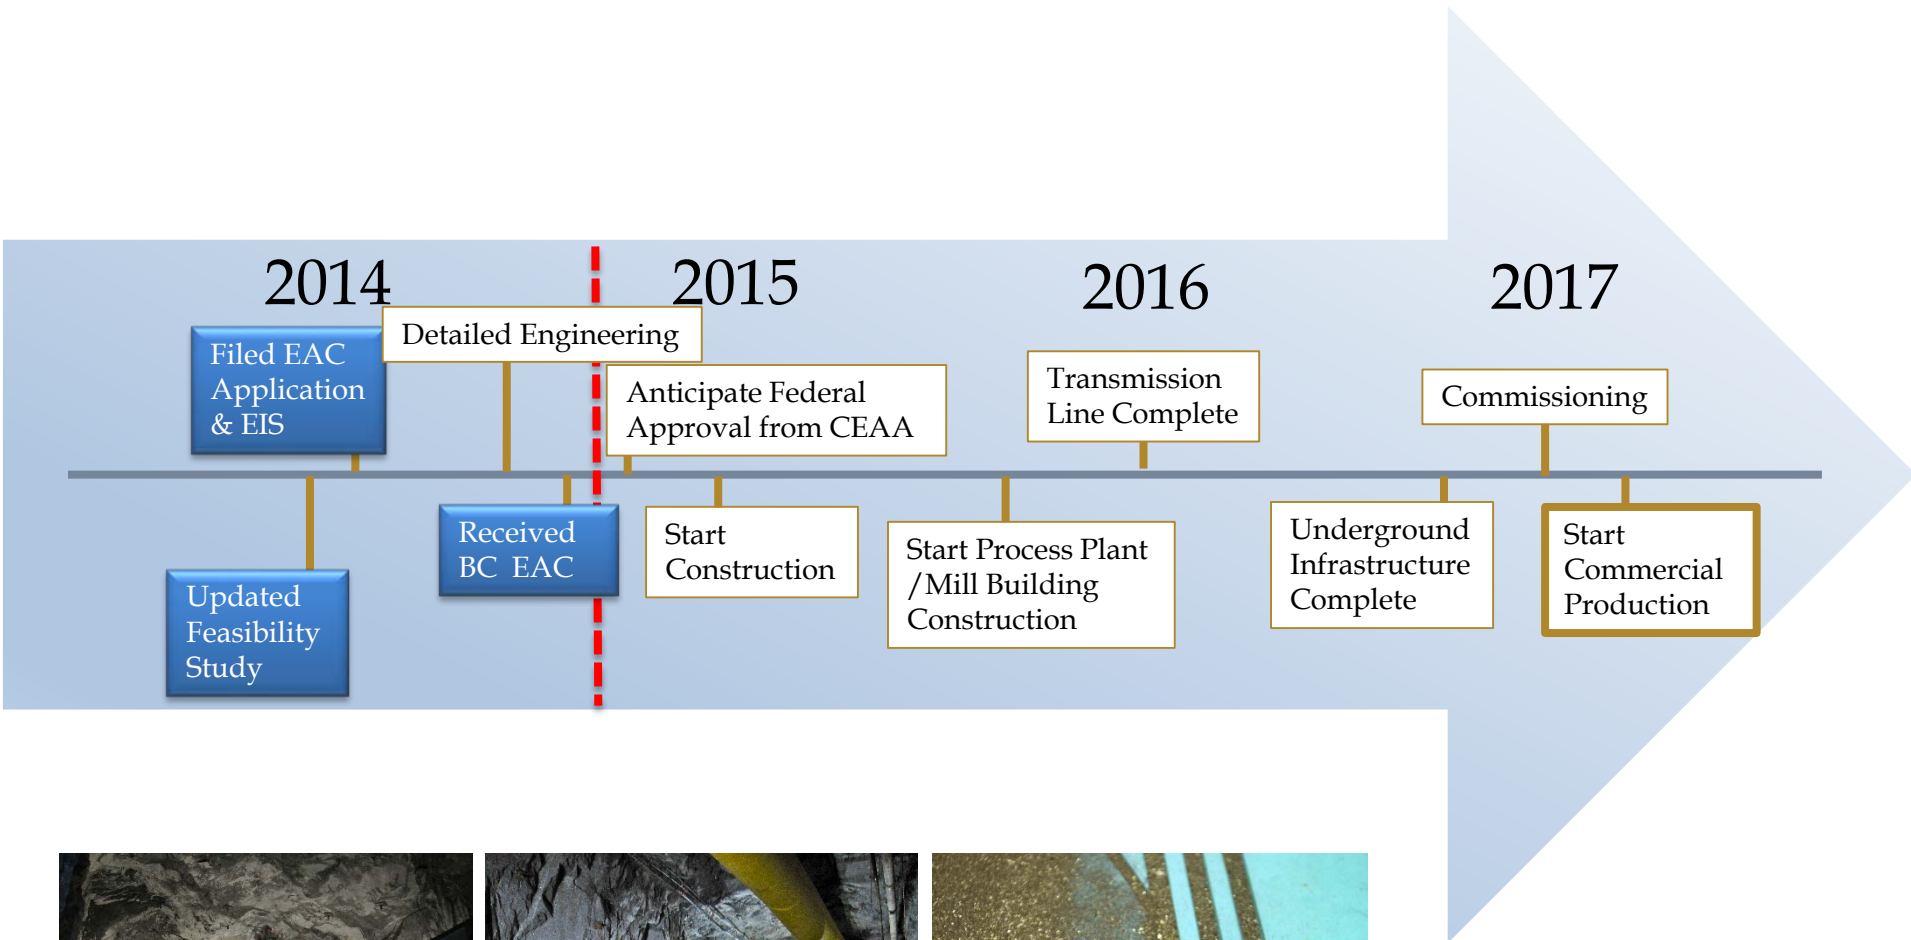 2014
2015
2016
2017
Detailed Engineering
Filed EAC
Application
& EIS
Anticipate Federal
Approval from CEAA
Transmission
Line Complete
Commissioning
Received
BC  EAC
Start
Construction
Start Process Plant
/Mill Building
Construction
Underground
Infrastructure
Complete
Start
Commercial
Production
Updated
Feasibility
Study